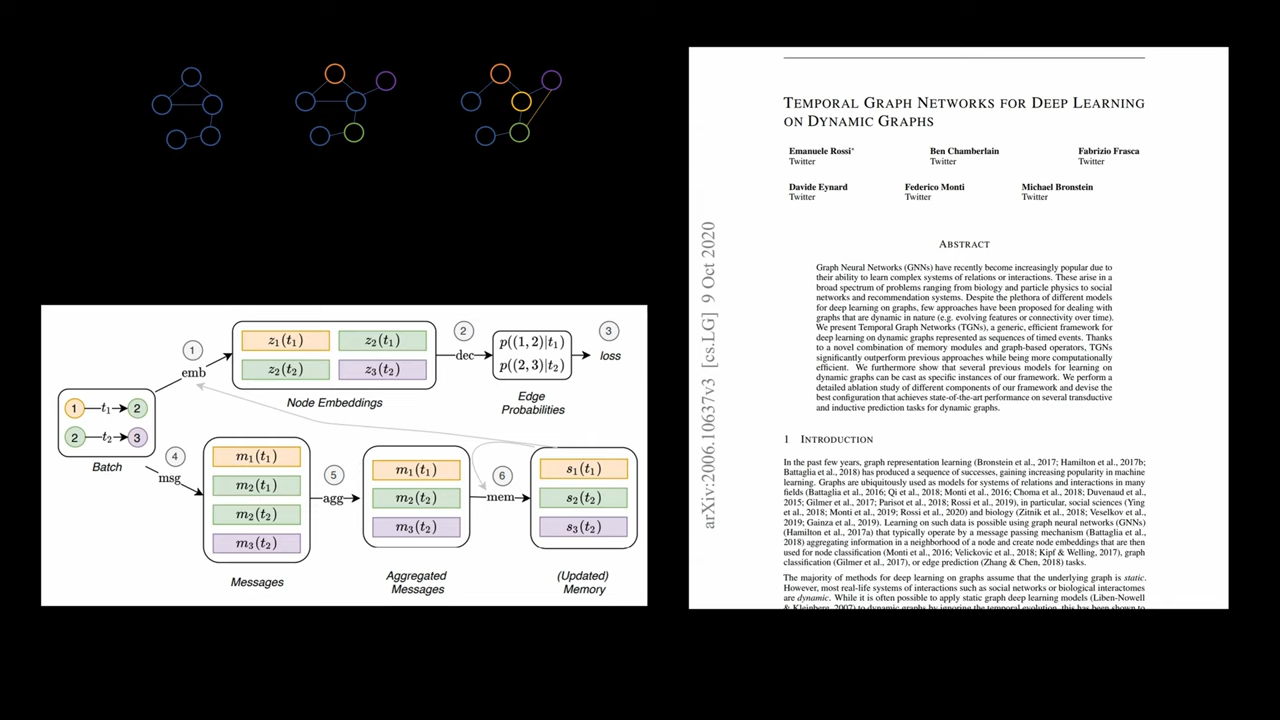 1
emb
z₁(t₁) z₂(t₁)
z₂(t₂) z₃(t₂)
Node Embeddings
2
dec
p((1, 2)|t₁)
p((2, 3)|t₂)
Edge
Probabilities
3
loss
1 t₁ 2
2 t₂ 3
Batch
4
msg
m₁(t₁)
m₂(t₁)
m₂(t₂)
m₃(t₂)
Messages
5
agg
m₁(t₁)
m₂(t₂)
m₃(t₂)
Aggregated
Messages
6
mem
s₁(t₁)
s₂(t₂)
s₃(t₂)
(Updated)
Memory
arXiv:2006.10637v3 [cs.LG] 9 Oct 2020
TEMPORAL GRAPH NETWORKS FOR DEEP LEARNING
ON DYNAMIC GRAPHS
Emanuele Rossi* Ben Chamberlain Fabrizio Frasca
Twitter Twitter Twitter
Davide Eynard Federico Monti Michael Bronstein
Twitter Twitter Twitter
ABSTRACT
Graph Neural Networks (GNNs) have recently become increasingly popular due to
their ability to learn complex systems of relations or interactions. These arise in a
broad spectrum of problems ranging from biology and particle physics to social
networks and recommendation systems. Despite the plethora of different models
for deep learning on graphs, few approaches have been proposed for dealing with
graphs that are dynamic in nature (e.g. evolving features or connectivity over time).
We present Temporal Graph Networks (TGNs), a generic, efficient framework for
deep learning on dynamic graphs represented as sequences of timed events. Thanks
to a novel combination of memory modules and graph-based operators, TGNs
significantly outperform previous approaches while being more computationally
efficient. We furthermore show that several previous models for learning on
dynamic graphs can be cast as specific instances of our framework. We perform a
detailed ablation study of different components of our framework and devise the
best configuration that achieves state-of-the-art performance on several transductive
and inductive prediction tasks for dynamic graphs.
1 INTRODUCTION
In the past few years, graph representation learning (Bronstein et al., 2017; Hamilton et al., 2017b;
Battaglia et al., 2018) has produced a sequence of successes, gaining increasing popularity in machine
learning. Graphs are ubiquitously used as models for systems of relations and interactions in many
fields (Battaglia et al., 2016; Qi et al., 2018; Monti et al., 2016; Choma et al., 2018; Duvenaud et al.,
2015; Gilmer et al., 2017; Parisot et al., 2018; Rossi et al., 2019), in particular, social sciences (Ying
et al., 2018; Monti et al., 2019; Rossi et al., 2020) and biology (Zitnik et al., 2018; Veselkov et al.,
2019; Gainza et al., 2019). Learning on such data is possible using graph neural networks (GNNs)
(Hamilton et al., 2017a) that typically operate by a message passing mechanism (Battaglia et al.,
2018) aggregating information in a neighborhood of a node and create node embeddings that are then
used for node classification (Monti et al., 2016; Velickovic et al., 2018; Kipf & Welling, 2017), graph
classification (Gilmer et al., 2017), or edge prediction (Zhang & Chen, 2018) tasks.
The majority of methods for deep learning on graphs assume that the underlying graph is static.
However, most real-life systems of interactions such as social networks or biological interactomes
are dynamic. While it is often possible to apply static graph deep learning models (Liben-Nowell
& Kleinberg, 2007) to dynamic graphs by ignoring the temporal evolution, this has been shown to